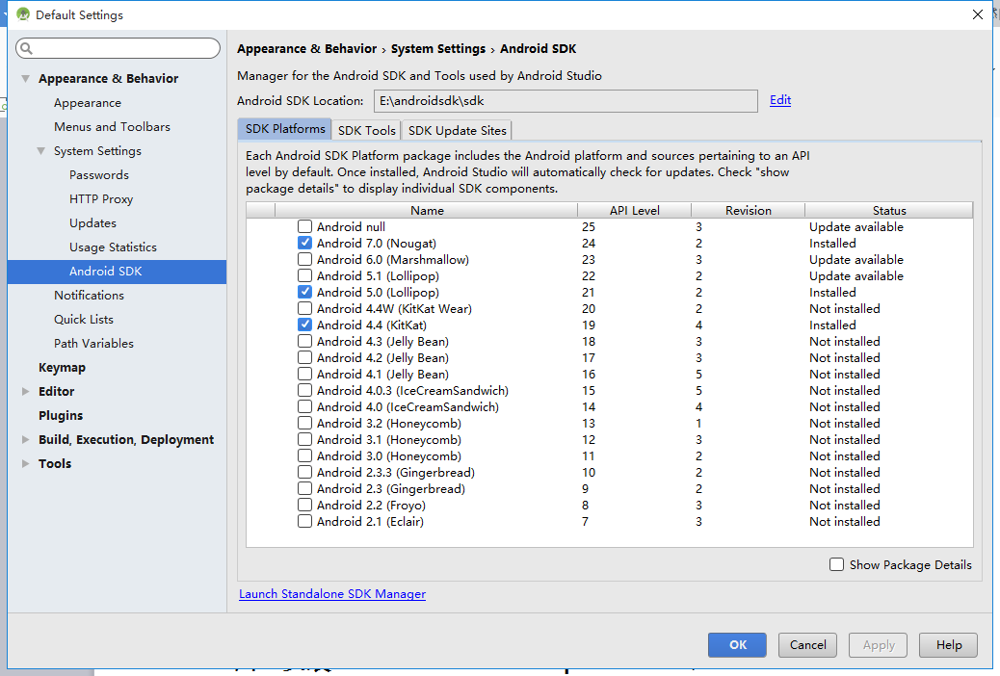 Default Settings
Appearance & Behavior › System Settings › Android SDK
Manager for the Android SDK and Tools used by Android Studio
Android SDK Location: E:\androidsdk\sdk Edit
SDK Platforms SDK Tools SDK Update Sites
Each Android SDK Platform package includes the Android platform and sources pertaining to an API
level by default. Once installed, Android Studio will automatically check for updates. Check "show
package details" to display individual SDK components.
Name API Level Revision Status
Android null 25 3 Update available
Android 7.0 (Nougat) 24 2 Installed
Android 6.0 (Marshmallow) 23 3 Update available
Android 5.1 (Lollipop) 22 2 Update available
Android 5.0 (Lollipop) 21 2 Installed
Android 4.4W (KitKat Wear) 20 2 Not installed
Android 4.4 (KitKat) 19 4 Installed
Android 4.3 (Jelly Bean) 18 3 Not installed
Android 4.2 (Jelly Bean) 17 3 Not installed
Android 4.1 (Jelly Bean) 16 5 Not installed
Android 4.0.3 (IceCreamSandwich) 15 5 Not installed
Android 4.0 (IceCreamSandwich) 14 4 Not installed
Android 3.2 (Honeycomb) 13 1 Not installed
Android 3.1 (Honeycomb) 12 3 Not installed
Android 3.0 (Honeycomb) 11 2 Not installed
Android 2.3.3 (Gingerbread) 10 2 Not installed
Android 2.3 (Gingerbread) 9 2 Not installed
Android 2.2 (Froyo) 8 3 Not installed
Android 2.1 (Eclair) 7 3 Not installed
Show Package Details
Launch Standalone SDK Manager
Appearance & Behavior
Appearance
Menus and Toolbars
System Settings
Passwords
HTTP Proxy
Updates
Usage Statistics
Android SDK
Notifications
Quick Lists
Path Variables
Keymap
Editor
Plugins
Build, Execution, Deployment
Tools
OK Cancel Apply Help